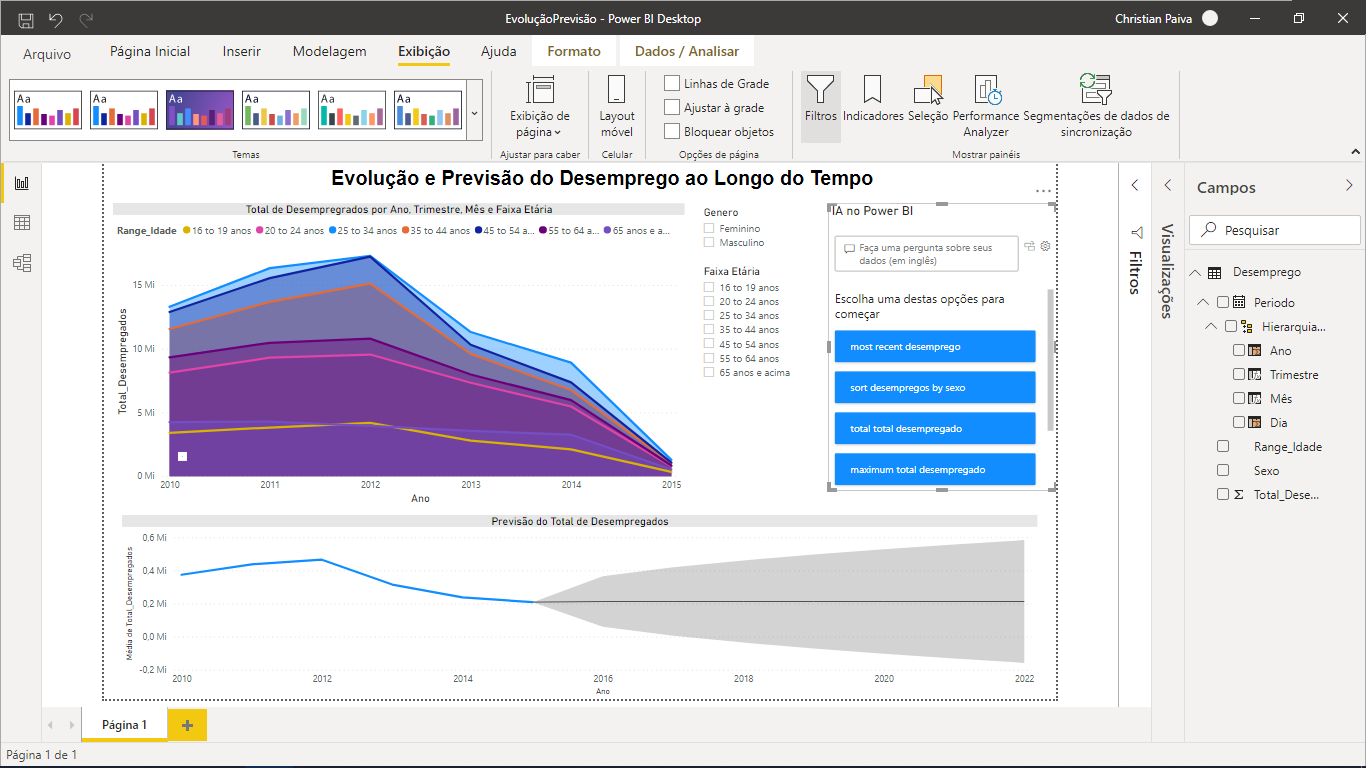 EvoluçãoPrevisão - Power BI Desktop
Christian Paiva
Arquivo
Página Inicial
Inserir
Modelagem
Exibição
Ajuda
Formato
Dados / Analisar
Aa
Aa
Aa
Aa
Aa
Aa
Temas
Exibição de
página
Ajustar para caber
Layout
móvel
Celular
Linhas de Grade
Ajustar à grade
Bloquear objetos
Opções de página
Filtros
Indicadores
Seleção
Performance
Analyzer
Segmentações de dados de
sincronização
Mostrar painéis
Evolução e Previsão do Desemprego ao Longo do Tempo
Total de Desempregrados por Ano, Trimestre, Mês e Faixa Etária
Range_Idade 16 to 19 anos 20 to 24 anos 25 to 34 anos 35 to 44 anos 45 to 54 a... 55 to 64 a... 65 anos e a...
Total_Desempregados
15 Mi
10 Mi
5 Mi
0 Mi
2010 2011 2012 2013 2014 2015
Ano
Genero
Feminino
Masculino
Faixa Etária
16 to 19 anos
20 to 24 anos
25 to 34 anos
35 to 44 anos
45 to 54 anos
55 to 64 anos
65 anos e acima
IA no Power BI
Faça uma pergunta sobre seus
dados (em inglês)
Escolha uma destas opções para
começar
most recent desemprego
sort desempregos by sexo
total total desempregado
maximum total desempregado
Previsão do Total de Desempregados
Média de Total_Desempregados
0,6 Mi
0,4 Mi
0,2 Mi
0,0 Mi
-0,2 Mi
2010 2012 2014 2016 2018 2020 2022
Ano
Filtros
Visualizações
Campos
Pesquisar
Desemprego
Periodo
Hierarquia...
Ano
Trimestre
Mês
Dia
Range_Idade
Sexo
Σ Total_Dese...
Página 1
Página 1 de 1